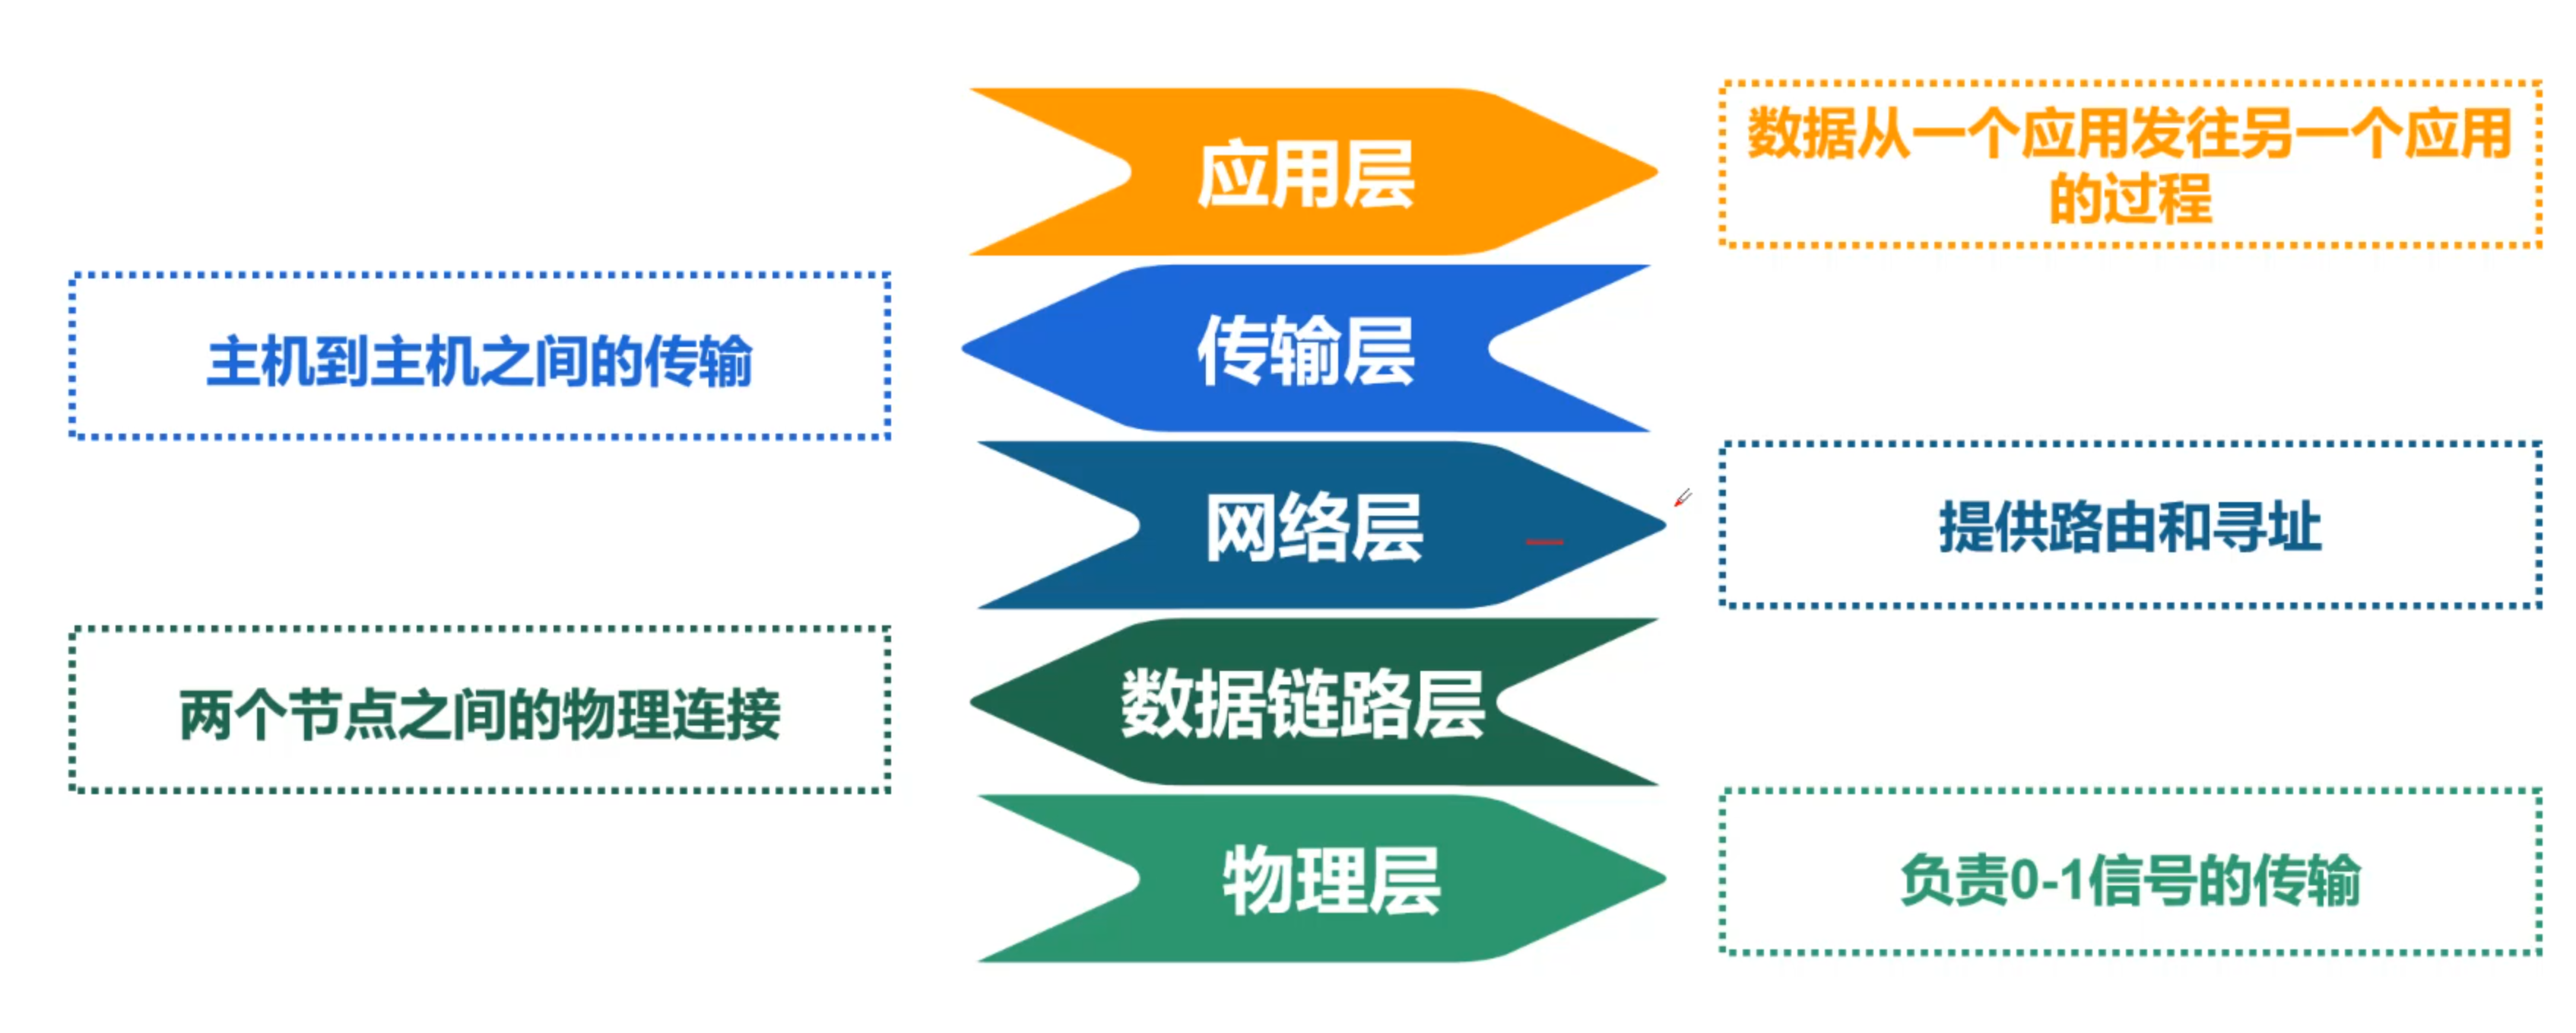 应用层
数据从一个应用发往另一个应用
的过程
主机到主机之间的传输
传输层
网络层
提供路由和寻址
两个节点之间的物理连接
数据链路层
物理层
负责0-1信号的传输